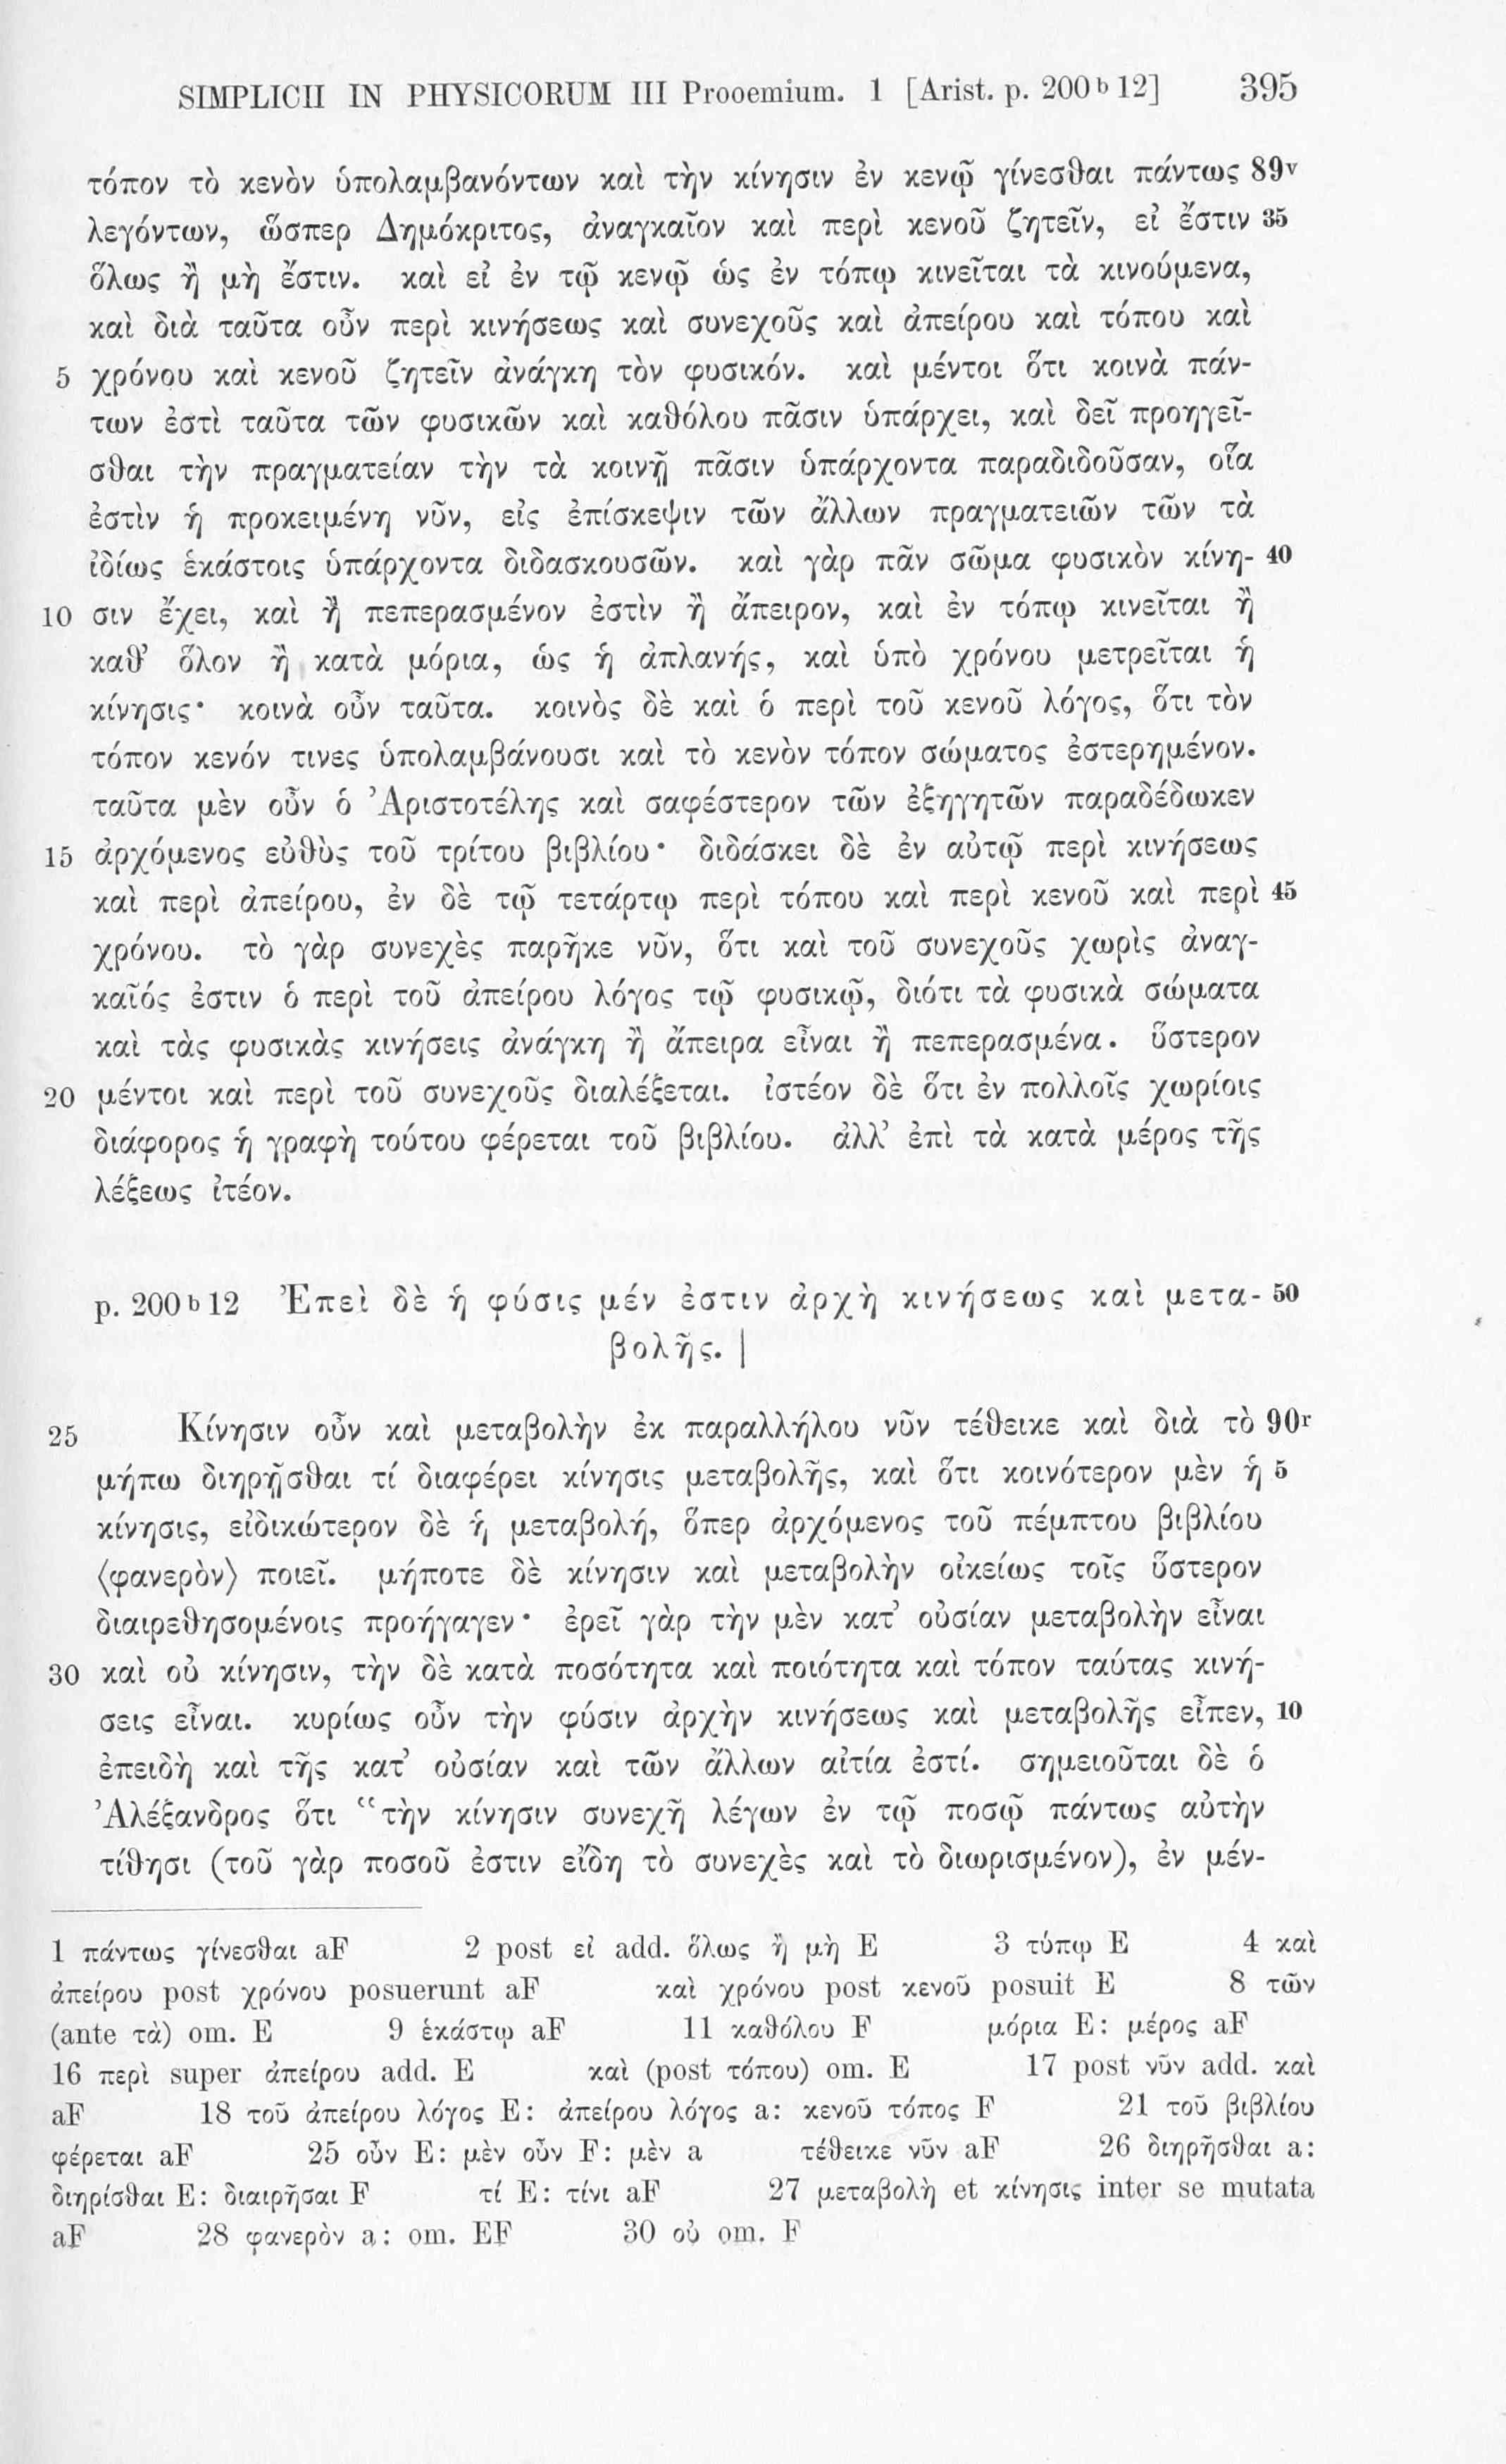 SIMPLICII IN PHYSICORUM III Prooemium. 1 [Arist. p. 200 b 12] 395
τόπον τὸ κενὸν ὑπολαμβανόντων καὶ τὴν κίνησιν ἐν κενῷ γίνεσθαι πάντως 89v
λεγόντων, ὥσπερ Δημόκριτος, ἀναγκαῖον καὶ περὶ κενοῦ ζητεῖν, εἰ ἔστιν 35
ὅλως ἢ μὴ ἔστιν. καὶ εἰ ἐν τῷ κενῷ ὡς ἐν τόπῳ κινεῖται τὰ κινούμενα,
καὶ διὰ ταῦτα οὖν περὶ κινήσεως καὶ συνεχοῦς καὶ ἀπείρου καὶ τόπου καὶ
5 χρόνου καὶ κενοῦ ζητεῖν ἀνάγκη τὸν φυσικόν. καὶ μέντοι ὅτι κοινὰ πάν-
των ἐστὶ ταῦτα τῶν φυσικῶν καὶ καθόλου πᾶσιν ὑπάρχει, καὶ δεῖ προηγεῖ-
σθαι τὴν πραγματείαν τὴν τὰ κοινῇ πᾶσιν ὑπάρχοντα παραδιδοῦσαν, οἵα
ἐστὶν ἡ προκειμένη νῦν, εἰς ἐπίσκεψιν τῶν ἄλλων πραγματειῶν τῶν τὰ
ἰδίως ἑκάστοις ὑπάρχοντα διδασκουσῶν. καὶ γὰρ πᾶν σῶμα φυσικὸν κίνη- 40
10 σιν ἔχει, καὶ ἢ πεπερασμένον ἐστὶν ἢ ἄπειρον, καὶ ἐν τόπῳ κινεῖται ἢ
καθ’ ὅλον ἢ κατὰ μόρια, ὡς ἡ ἀπλανής, καὶ ὑπὸ χρόνου μετρεῖται ἡ
κίνησις· κοινὰ οὖν ταῦτα. κοινὸς δὲ καὶ ὁ περὶ τοῦ κενοῦ λόγος, ὅτι τὸν
τόπον κενόν τινες ὑπολαμβάνουσι καὶ τὸ κενὸν τόπον σώματος ἐστερημένον.
ταῦτα μὲν οὖν ὁ Ἀριστοτέλης καὶ σαφέστερον τῶν ἐξηγητῶν παραδέδωκεν
15 ἀρχόμενος εὐθὺς τοῦ τρίτου βιβλίου· διδάσκει δὲ ἐν αὐτῷ περὶ κινήσεως
καὶ περὶ ἀπείρου, ἐν δὲ τῷ τετάρτῳ περὶ τόπου καὶ περὶ κενοῦ καὶ περὶ 45
χρόνου. τὸ γὰρ συνεχὲς παρῆκε νῦν, ὅτι καὶ τοῦ συνεχοῦς χωρὶς ἀναγ-
καῖός ἐστιν ὁ περὶ τοῦ ἀπείρου λόγος τῷ φυσικῷ, διότι τὰ φυσικὰ σώματα
καὶ τὰς φυσικὰς κινήσεις ἀνάγκη ἢ ἄπειρα εἶναι ἢ πεπερασμένα. ὕστερον
20 μέντοι καὶ περὶ τοῦ συνεχοῦς διαλέξεται. ἰστέον δὲ ὅτι ἐν πολλοῖς χωρίοις
διάφορος ἡ γραφὴ τούτου φέρεται τοῦ βιβλίου. ἀλλ’ ἐπὶ τὰ κατὰ μέρος τῆς
λέξεως ἰτέον.
p. 200 b 12 Ἐπεὶ δὲ ἡ φύσις μέν ἐστιν ἀρχὴ κινήσεως καὶ μετα- 50
βολῆς. |
25 Κίνησιν οὖν καὶ μεταβολὴν ἐκ παραλλήλου νῦν τέθεικε καὶ διὰ τὸ 90r
μήπω διῃρῆσθαι τί διαφέρει κίνησις μεταβολῆς, καὶ ὅτι κοινότερον μὲν ἡ 5
κίνησις, εἰδικώτερον δὲ ἡ μεταβολή, ὅπερ ἀρχόμενος τοῦ πέμπτου βιβλίου
⟨φανερὸν⟩ ποιεῖ. μήποτε δὲ κίνησιν καὶ μεταβολὴν οἰκείως τοῖς ὕστερον
διαιρεθησομένοις προήγαγεν· ἐρεῖ γὰρ τὴν μὲν κατ’ οὐσίαν μεταβολὴν εἶναι
30 καὶ οὐ κίνησιν, τὴν δὲ κατὰ ποσότητα καὶ ποιότητα καὶ τόπον ταύτας κινή-
σεις εἶναι. κυρίως οὖν τὴν φύσιν ἀρχὴν κινήσεως καὶ μεταβολῆς εἶπεν, 10
ἐπειδὴ καὶ τῆς κατ’ οὐσίαν καὶ τῶν ἄλλων αἰτία ἐστί. σημειοῦται δὲ ὁ
Ἀλέξανδρος ὅτι “τὴν κίνησιν συνεχῆ λέγων ἐν τῷ ποσῷ πάντως αὐτὴν
τίθησι (τοῦ γὰρ ποσοῦ ἐστιν εἴδη τὸ συνεχὲς καὶ τὸ διωρισμένον), ἐν μέν-
1 πάντως γίνεσθαι aF 2 post εἰ add. ὅλως ἢ μὴ E 3 τύπῳ E 4 καὶ
ἀπείρου post χρόνου posuerunt aF καὶ χρόνου post κενοῦ posuit E 8 τῶν
(ante τὰ) om. E 9 ἑκάστῳ aF 11 καθόλου F μόρια E: μέρος aF
16 περὶ super ἀπείρου add. E καὶ (post τόπου) om. E 17 post νῦν add. καὶ
aF 18 τοῦ ἀπείρου λόγος E: ἀπείρου λόγος a: κενοῦ τόπος F 21 τοῦ βιβλίου
φέρεται aF 25 οὖν E: μὲν οὖν F: μὲν a τέθεικε νῦν aF 26 διηρῆσθαι a:
διηρίσθαι E: διαιρῆσαι F τί E: τίνι aF 27 μεταβολὴ et κίνησις inter se mutata
aF 28 φανερὸν a: om. EF 30 οὐ om. F